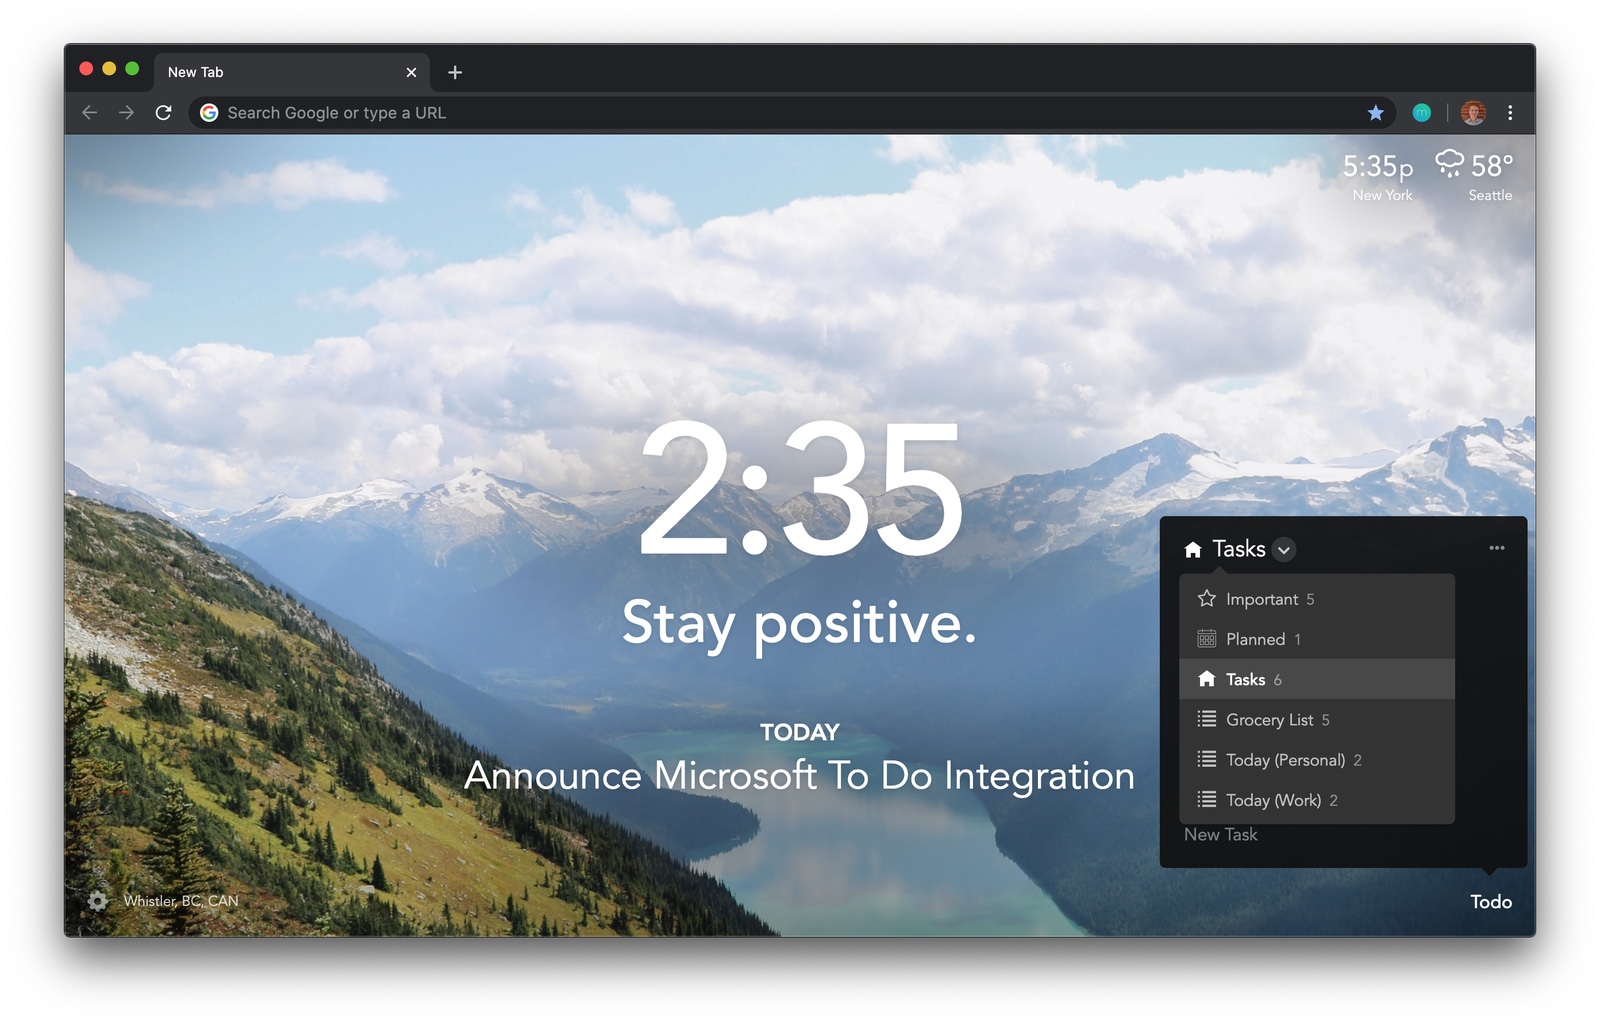 New Tab
Search Google or type a URL
5:35p 58°
New York Seattle
2:35
Stay positive.
TODAY
Announce Microsoft To Do Integration
Tasks
Important 5
Planned 1
Tasks 6
Grocery List 5
Today (Personal) 2
Today (Work) 2
New Task
Whistler, BC, CAN
Todo